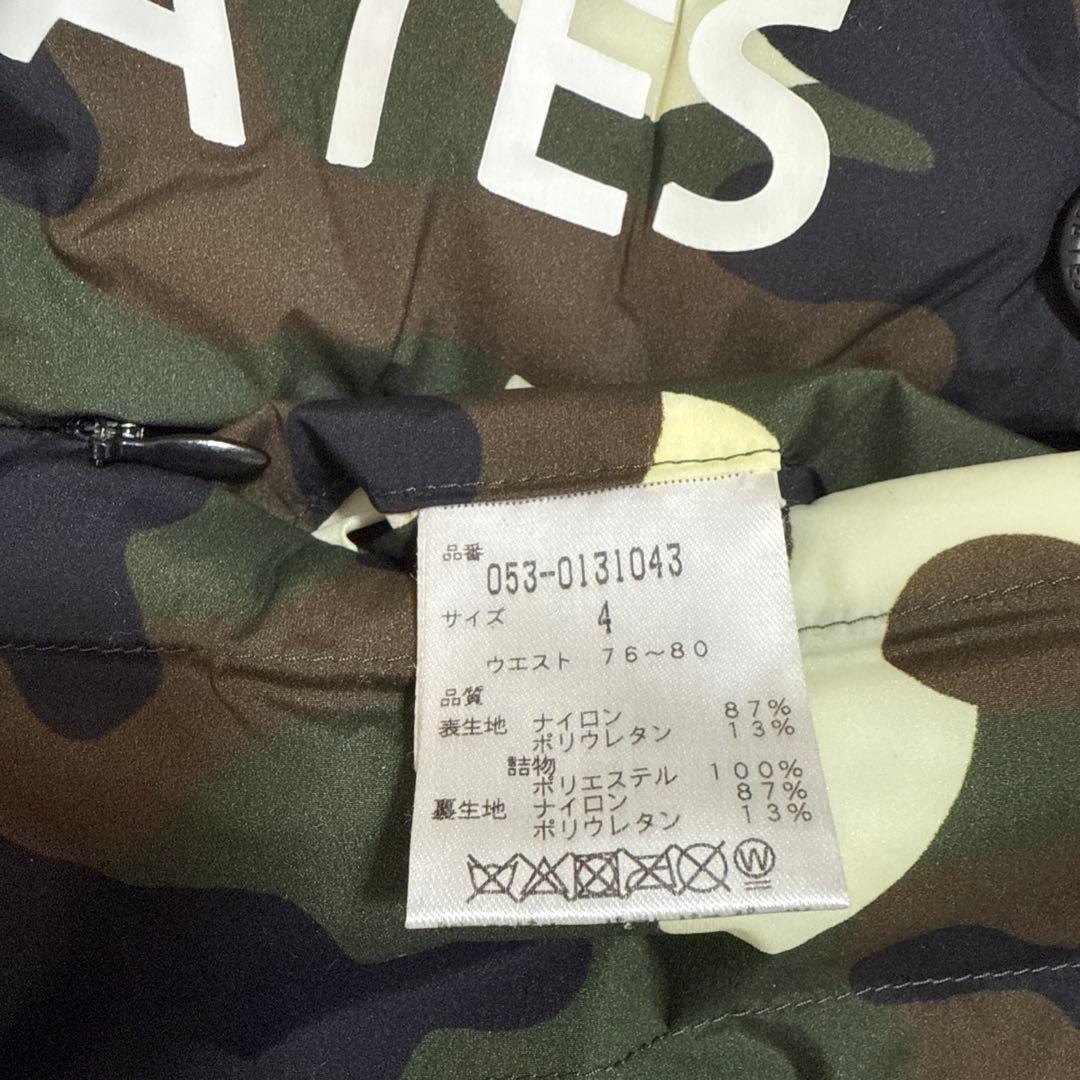 ATES
品番
053-0131043
サイズ 4
ウエスト 76~80
品質
表生地 ナイロン 87%
ポリウレタン 13%
詰物
ポリエステル 100%
裏生地 ナイロン 87%
ポリウレタン 13%
W